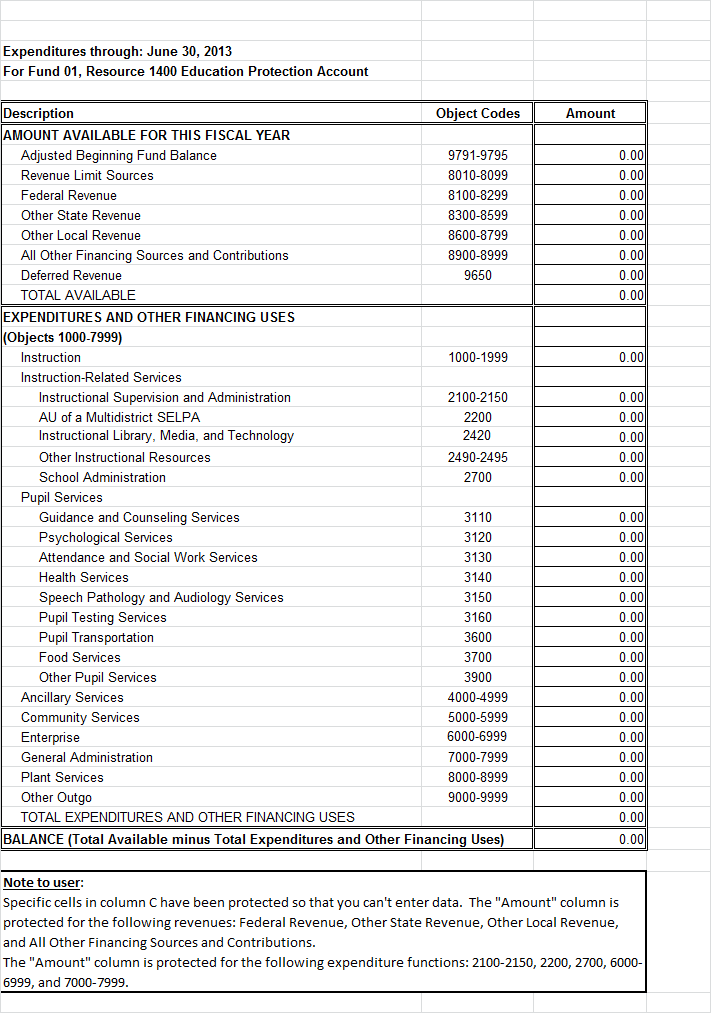 Expenditures through: June 30, 2013
For Fund 01, Resource 1400 Education Protection Account
Description Object Codes Amount
AMOUNT AVAILABLE FOR THIS FISCAL YEAR
Adjusted Beginning Fund Balance 9791-9795 0.00
Revenue Limit Sources 8010-8099 0.00
Federal Revenue 8100-8299 0.00
Other State Revenue 8300-8599 0.00
Other Local Revenue 8600-8799 0.00
All Other Financing Sources and Contributions 8900-8999 0.00
Deferred Revenue 9650 0.00
TOTAL AVAILABLE 0.00
EXPENDITURES AND OTHER FINANCING USES
(Objects 1000-7999)
Instruction 1000-1999 0.00
Instruction-Related Services
Instructional Supervision and Administration 2100-2150 0.00
AU of a Multidistrict SELPA 2200 0.00
Instructional Library, Media, and Technology 2420 0.00
Other Instructional Resources 2490-2495 0.00
School Administration 2700 0.00
Pupil Services
Guidance and Counseling Services 3110 0.00
Psychological Services 3120 0.00
Attendance and Social Work Services 3130 0.00
Health Services 3140 0.00
Speech Pathology and Audiology Services 3150 0.00
Pupil Testing Services 3160 0.00
Pupil Transportation 3600 0.00
Food Services 3700 0.00
Other Pupil Services 3900 0.00
Ancillary Services 4000-4999 0.00
Community Services 5000-5999 0.00
Enterprise 6000-6999 0.00
General Administration 7000-7999 0.00
Plant Services 8000-8999 0.00
Other Outgo 9000-9999 0.00
TOTAL EXPENDITURES AND OTHER FINANCING USES 0.00
BALANCE (Total Available minus Total Expenditures and Other Financing Uses) 0.00
Note to user:
Specific cells in column C have been protected so that you can't enter data. The "Amount" column is
protected for the following revenues: Federal Revenue, Other State Revenue, Other Local Revenue,
and All Other Financing Sources and Contributions.
The "Amount" column is protected for the following expenditure functions: 2100-2150, 2200, 2700, 6000-
6999, and 7000-7999.